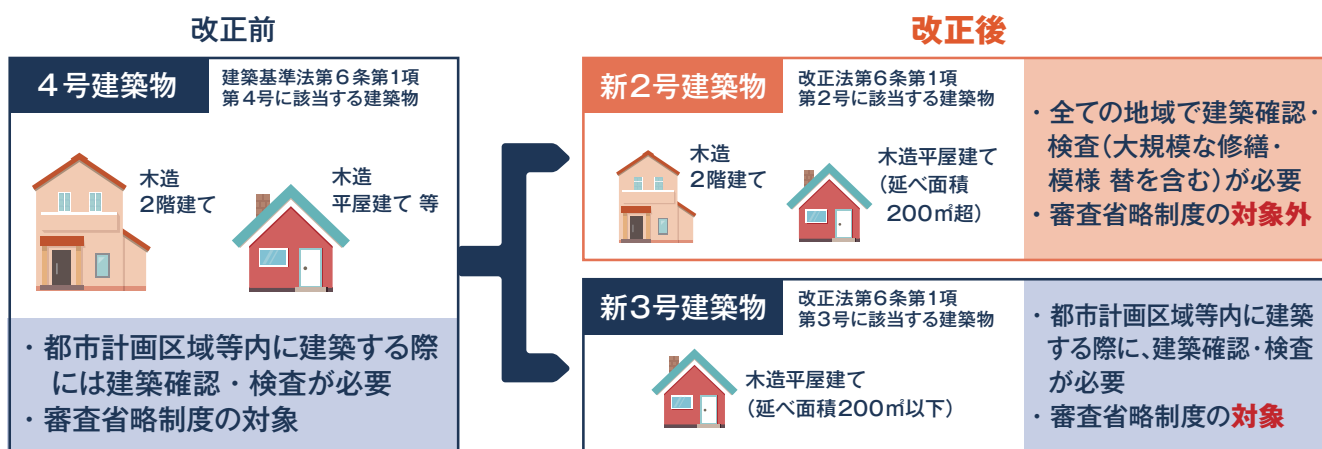 改正前
4号建築物
建築基準法第6条第1項
第4号に該当する建築物
木造
2階建て
木造
平屋建て 等
・都市計画区域等内に建築する際
には建築確認・検査が必要
・審査省略制度の対象
改正後
新2号建築物
改正法第6条第1項
第2号に該当する建築物
木造
2階建て
木造平屋建て
(延べ面積
200㎡超)
・全ての地域で建築確認・
検査(大規模な修繕・
模様 替を含む)が必要
・審査省略制度の対象外
新3号建築物
改正法第6条第1項
第3号に該当する建築物
木造平屋建て
(延べ面積200㎡以下)
・都市計画区域等内に建築
する際に、建築確認・検査
が必要
・審査省略制度の対象